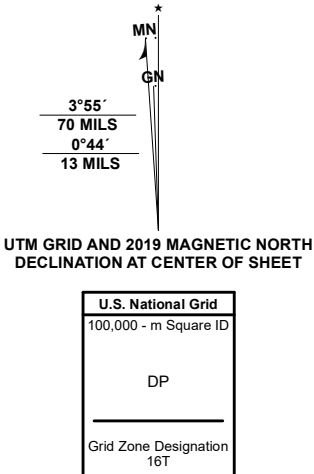 MN
GN
3°55´
70 MILS
0°44´
13 MILS
UTM GRID AND 2019 MAGNETIC NORTH
DECLINATION AT CENTER OF SHEET
U.S. National Grid
100,000 - m Square ID
DP
Grid Zone Designation
16T